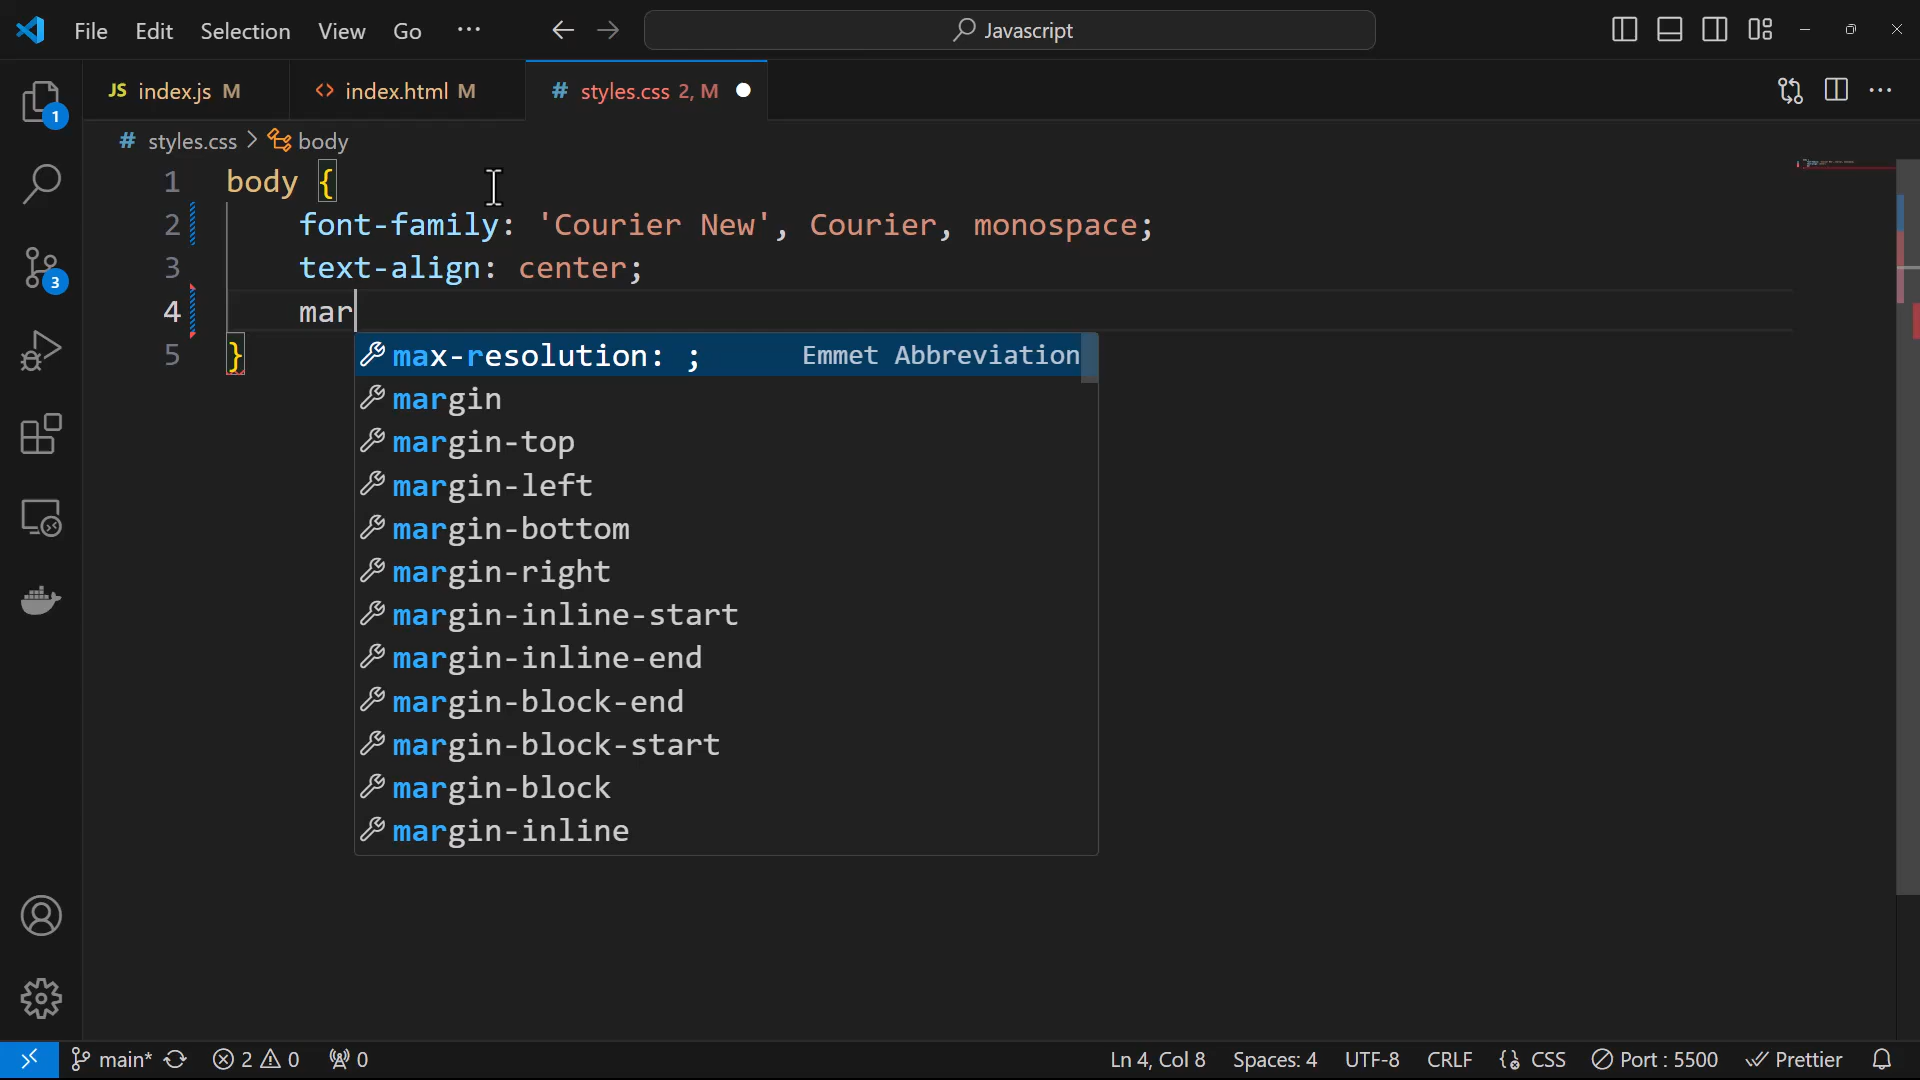 File Edit Selection View Go ··· Javascript
JS index.js M <> index.html M # styles.css 2, M
1
# styles.css > body
1 body {
2 font-family: 'Courier New', Courier, monospace;
3 text-align: center;
3
4 mar
5 }
max-resolution: ; Emmet Abbreviation
margin
margin-top
margin-left
margin-bottom
margin-right
margin-inline-start
margin-inline-end
margin-block-end
margin-block-start
margin-block
margin-inline
main* 2 0 0 Ln 4, Col 8 Spaces: 4 UTF-8 CRLF CSS Port : 5500 Prettier